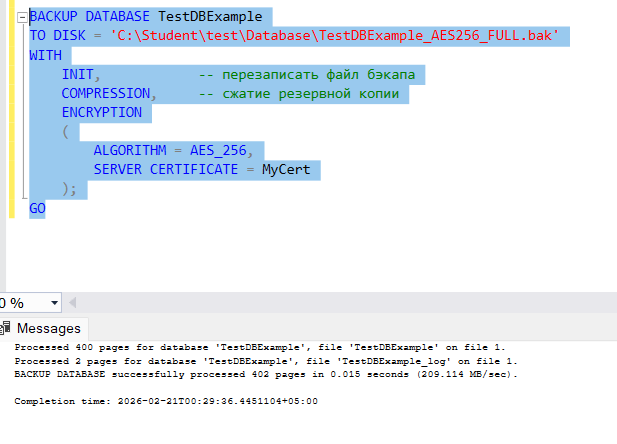 BACKUP DATABASE TestDBExample
TO DISK = 'C:\Student\test\Database\TestDBExample_AES256_FULL.bak'
WITH
    INIT,            -- перезаписать файл бэкапа
    COMPRESSION,     -- сжатие резервной копии
    ENCRYPTION
    (
        ALGORITHM = AES_256,
        SERVER CERTIFICATE = MyCert
    );
GO
0 %
Messages
Processed 400 pages for database 'TestDBExample', file 'TestDBExample' on file 1.
Processed 2 pages for database 'TestDBExample', file 'TestDBExample_log' on file 1.
BACKUP DATABASE successfully processed 402 pages in 0.015 seconds (209.114 MB/sec).
Completion time: 2026-02-21T00:29:36.4451104+05:00